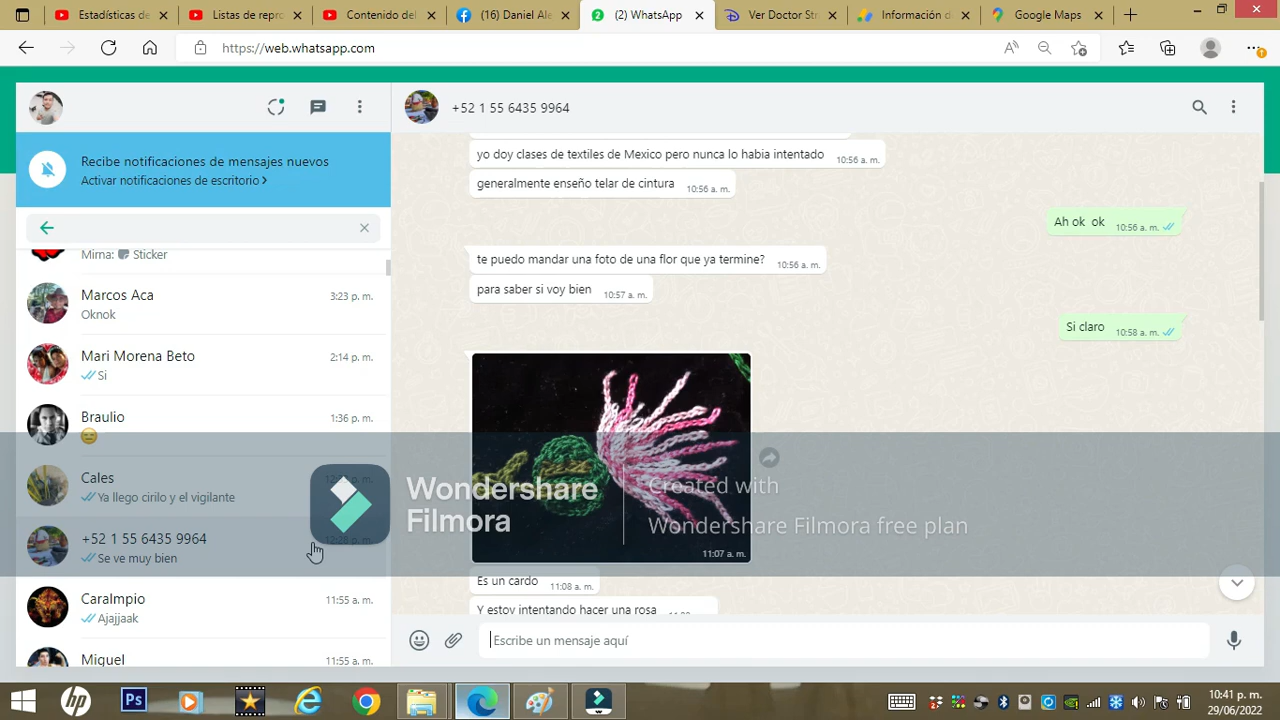 Estadísticas de
Listas de repro
Contenido del
(16) Daniel Ale
(2) WhatsApp
Ver Doctor Str
Información d
Google Maps
https://web.whatsapp.com
+52 1 55 6435 9964
Recibe notificaciones de mensajes nuevos
Activar notificaciones de escritorio
Mima: Sticker
Marcos Aca 3:23 p. m.
Oknok
Mari Morena Beto 2:14 p. m.
Si
Braulio 1:36 p. m.
Cales
Ya llego cirilo y el vigilante
+52 1 55 6435 9964 12:28 p. m.
Se ve muy bien
Caralmpio 11:55 a. m.
Ajajjaak
Miguel 11:55 a. m.
yo doy clases de textiles de Mexico pero nunca lo habia intentado 10:56 a. m.
generalmente enseño telar de cintura 10:56 a. m.
Ah ok ok 10:56 a. m.
te puedo mandar una foto de una flor que ya termine? 10:56 a. m.
para saber si voy bien 10:57 a. m.
Si claro 10:58 a. m.
11:07 a. m.
Es un cardo 11:08 a. m.
Y estoy intentando hacer una rosa
Escribe un mensaje aquí
Wondershare
Filmora
Created with
Wondershare Filmora free plan
hp
Ps
10:41 p. m.
29/06/2022